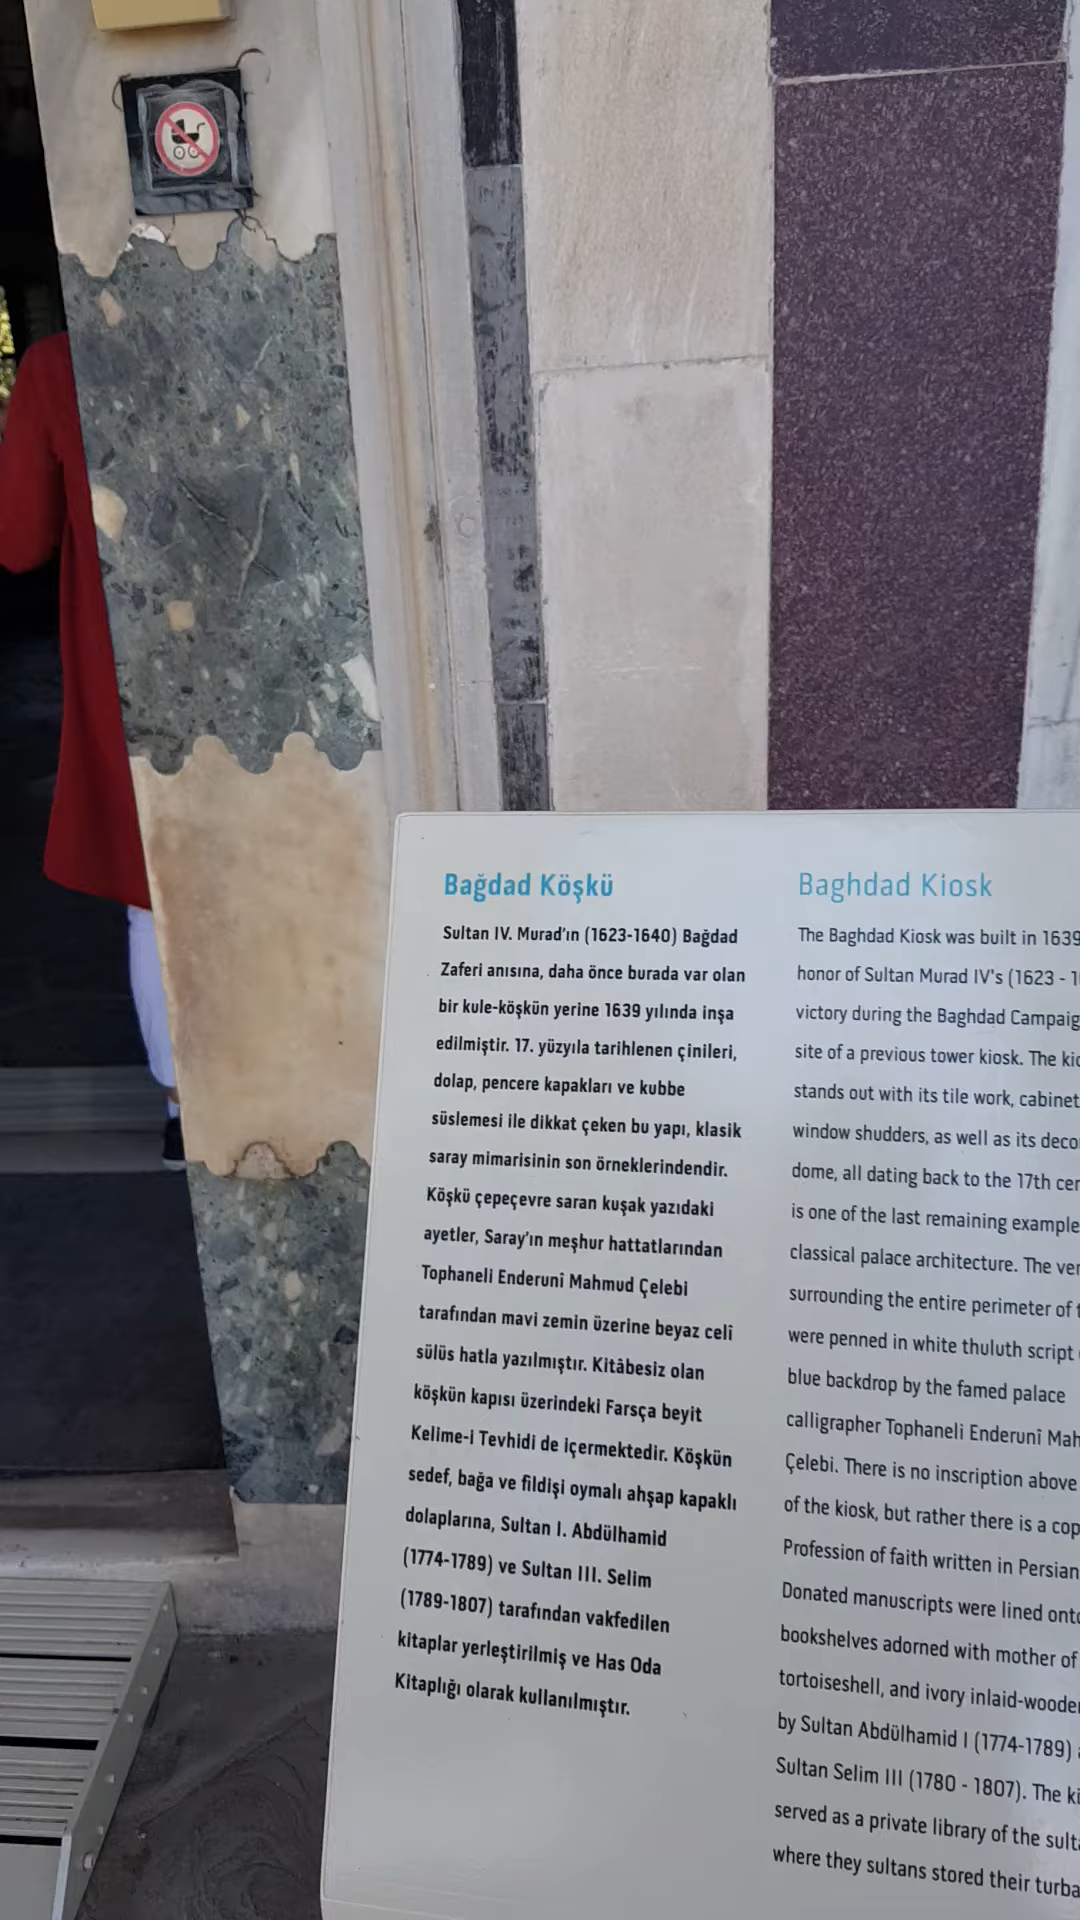 Bağdad Köşkü
Sultan IV. Murad'ın (1623-1640) Bağdad
Zaferi anısına, daha önce burada var olan
bir kule-köşkün yerine 1639 yılında inşa
edilmiştir. 17. yüzyıla tarihlenen çinileri,
dolap, pencere kapakları ve kubbe
süslemesi ile dikkat çeken bu yapı, klasik
saray mimarisinin son örneklerindendir.
Köşkü çepeçevre saran kuşak yazıdaki
ayetler, Saray'ın meşhur hattatlarından
Tophaneli Enderunî Mahmud Çelebi
tarafından mavi zemin üzerine beyaz celî
sülüs hatla yazılmıştır. Kitâbesiz olan
köşkün kapısı üzerindeki Farsça beyit
Kelime-i Tevhidi de içermektedir. Köşkün
sedef, bağa ve fildişi oymalı ahşap kapaklı
dolaplarına, Sultan I. Abdülhamid
(1774-1789) ve Sultan III. Selim
(1789-1807) tarafından vakfedilen
kitaplar yerleştirilmiş ve Has Oda
Kitaplığı olarak kullanılmıştır.
Baghdad Kiosk
The Baghdad Kiosk was built in 1639
honor of Sultan Murad IV's (1623 -
victory during the Baghdad
site of a previous tower kiosk. The
stands out with its tile work,
window shudders, as well as its
dome, all dating back to the 17th
is one of the last remaining
classical palace architecture. The
surrounding the entire perimeter of
were penned in white thuluth script
blue backdrop by the famed palace
calligrapher Tophaneli Enderunî
Çelebi. There is no inscription above
of the kiosk, but rather there is a
Profession of faith written in Persian
Donated manuscripts were lined
bookshelves adorned with mother of
tortoiseshell, and ivory
by Sultan Abdülhamid I (1774-1789)
Sultan Selim III (1780 - 1807). The
served as a private library of the
where they sultans stored their